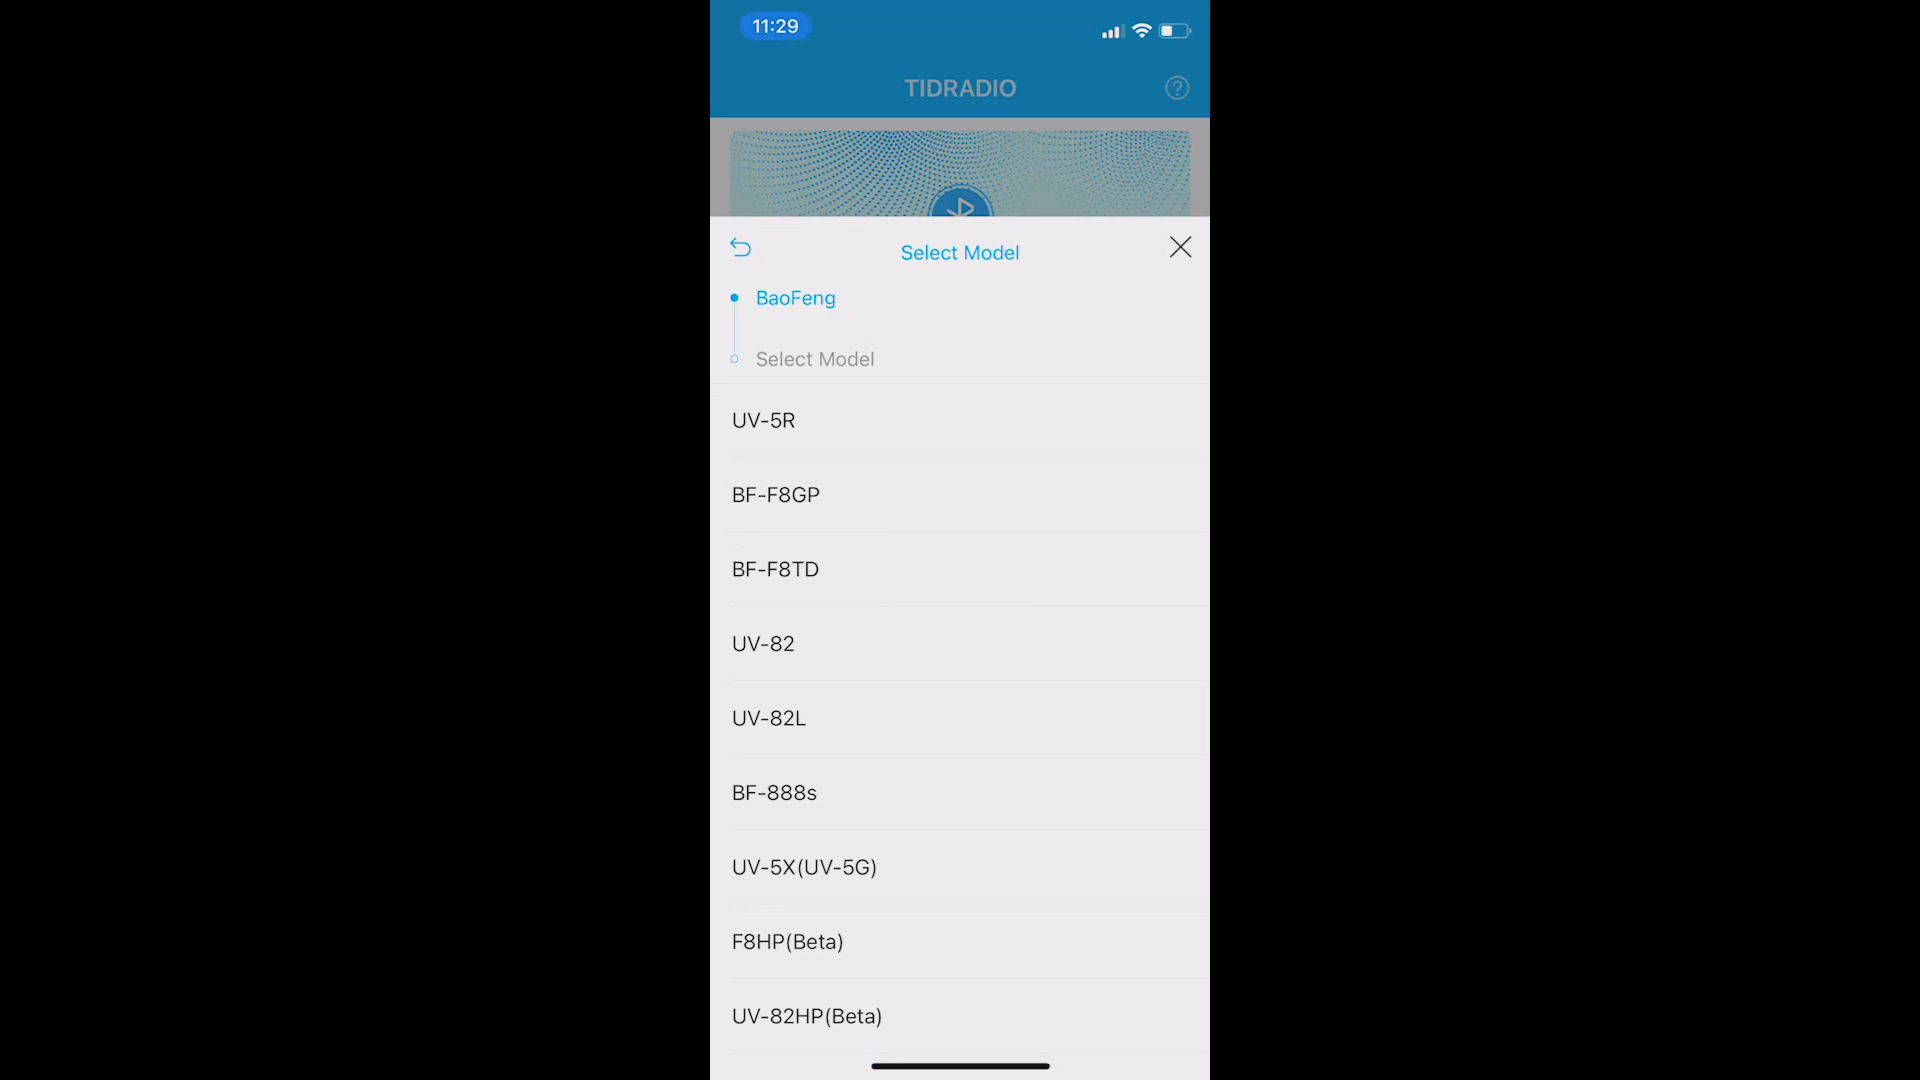 11:29
TIDRADIO
Select Model
BaoFeng
Select Model
UV-5R
BF-F8GP
BF-F8TD
UV-82
UV-82L
BF-888s
UV-5X(UV-5G)
F8HP(Beta)
UV-82HP(Beta)